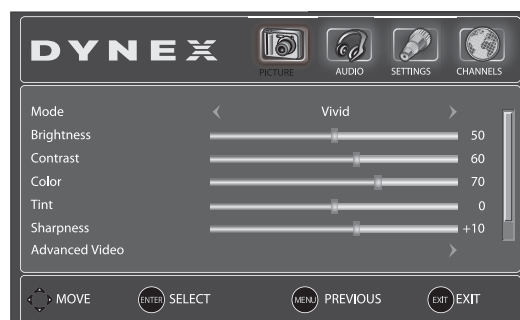 DYNEX
PICTURE AUDIO SETTINGS CHANNELS
Mode Vivid
Brightness 50
Contrast 60
Color 70
Tint 0
Sharpness +10
Advanced Video
MOVE ENTER SELECT MENU PREVIOUS EXIT EXIT